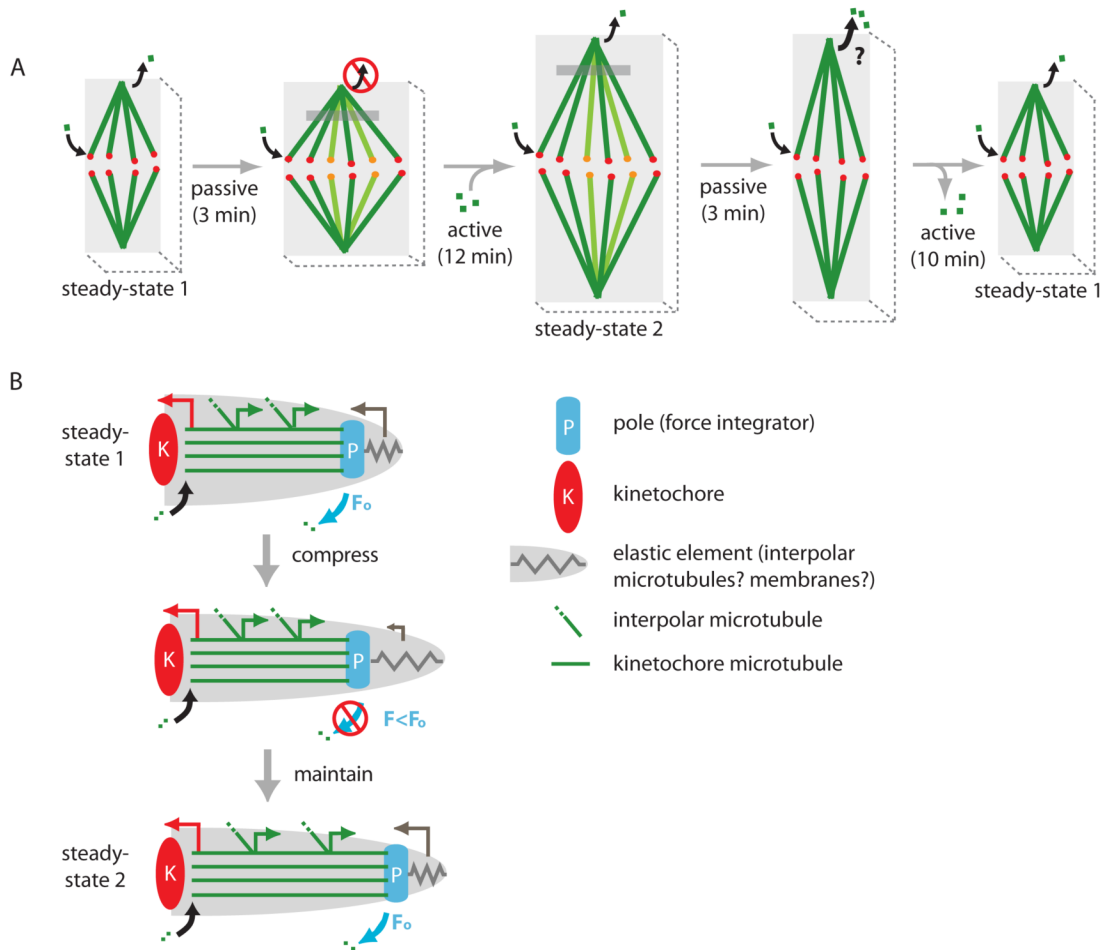 A
?
passive
(3 min)
active
(12 min)
passive
(3 min)
active
(10 min)
steady-state 1
steady-state 2
steady-state 1
B
steady-
state 1
K
P
Fo
compress
K
P
F<Fo
maintain
steady-
state 2
K
P
Fo
P
pole (force integrator)
K
kinetochore
elastic element (interpolar
microtubules? membranes?)
interpolar microtubule
kinetochore microtubule